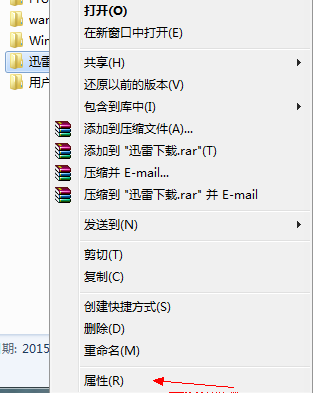 打开(O)
在新窗口中打开(E)
共享(H)
还原以前的版本(V)
包含到库中(I)
添加到压缩文件(A)...
添加到 "迅雷下载.rar"(T)
压缩并 E-mail...
压缩到 "迅雷下载.rar" 并 E-mail
发送到(N)
剪切(T)
复制(C)
创建快捷方式(S)
删除(D)
重命名(M)
属性(R)
war
Win
迅雷
用户
期: 2015